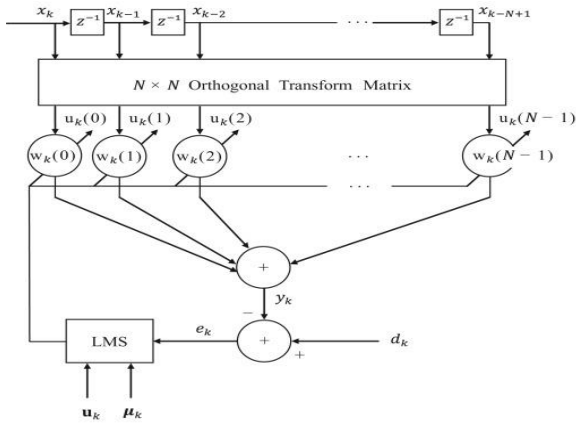 x_k z⁻¹ x_{k−1} z⁻¹ x_{k−2} ··· z⁻¹ x_{k−N+1}
N × N Orthogonal Transform Matrix
u_k(0) u_k(1) u_k(2) u_k(N − 1)
w_k(0) w_k(1) w_k(2) ··· w_k(N − 1)
···
+
y_k
−
LMS e_k + d_k
+
u_k μ_k